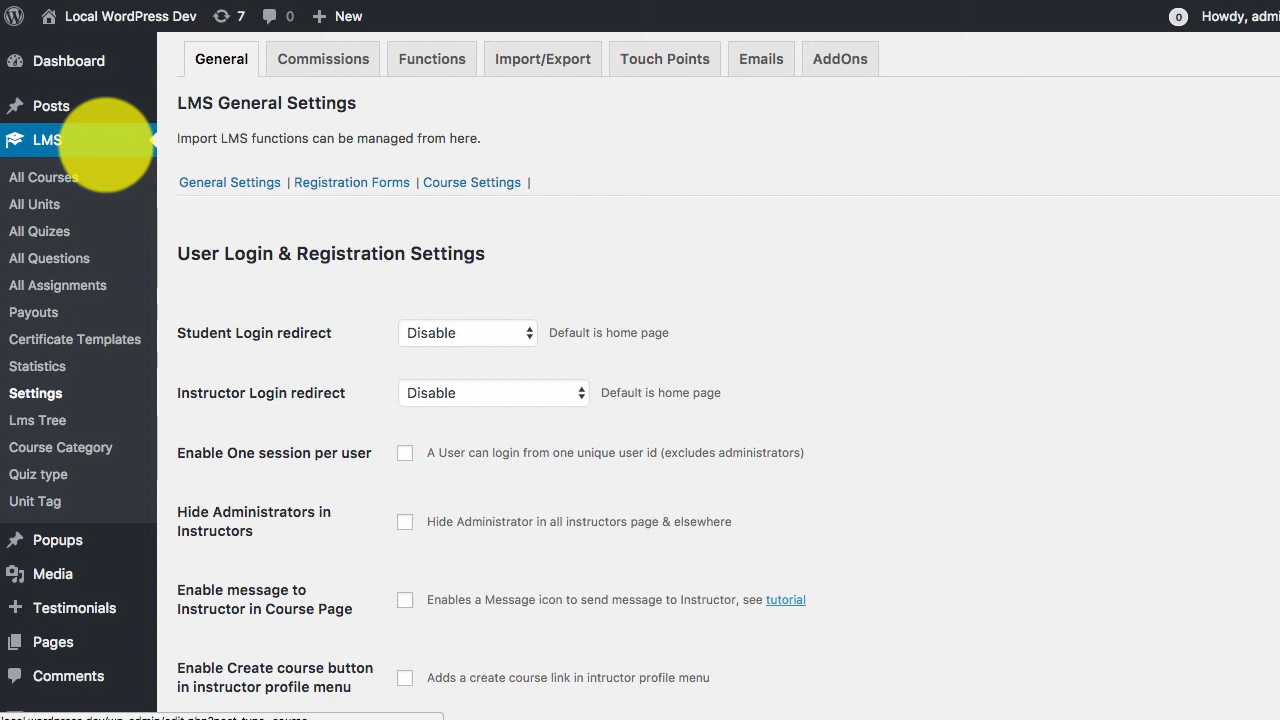 Local WordPress Dev 7 0 New 0 Howdy, admi
Dashboard
Posts
LMS
All Courses
All Units
All Quizes
All Questions
All Assignments
Payouts
Certificate Templates
Statistics
Settings
Lms Tree
Course Category
Quiz type
Unit Tag
Popups
Media
Testimonials
Pages
Comments
General Commissions Functions Import/Export Touch Points Emails AddOns
LMS General Settings
Import LMS functions can be managed from here.
General Settings | Registration Forms | Course Settings |
User Login & Registration Settings
Student Login redirect Disable Default is home page
Instructor Login redirect Disable Default is home page
Enable One session per user A User can login from one unique user id (excludes administrators)
Hide Administrators in
Instructors
Hide Administrator in all instructors page & elsewhere
Enable message to
Instructor in Course Page
Enables a Message icon to send message to Instructor, see tutorial
Enable Create course button
in instructor profile menu
Adds a create course link in intructor profile menu